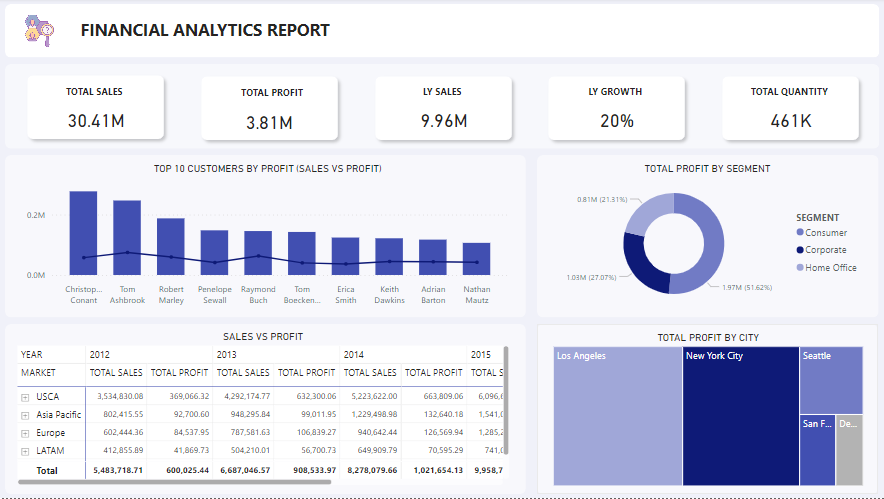 FINANCIAL ANALYTICS REPORT
TOTAL SALES
30.41M
TOTAL PROFIT
3.81M
LY SALES
9.96M
LY GROWTH
20%
TOTAL QUANTITY
461K
TOP 10 CUSTOMERS BY PROFIT (SALES VS PROFIT)
0.2M
0.0M
Christop... Tom Robert Penelope Raymond Tom Erica Keith Adrian Nathan
Conant Ashbrook Marley Sewall Buch Boecken... Smith Dawkins Barton Mautz
TOTAL PROFIT BY SEGMENT
0.81M (21.31%)
1.03M (27.07%)
1.97M (51.62%)
SEGMENT
Consumer
Corporate
Home Office
SALES VS PROFIT
YEAR 2012 2013 2014 2015
MARKET TOTAL SALES TOTAL PROFIT TOTAL SALES TOTAL PROFIT TOTAL SALES TOTAL PROFIT TOTAL S
USCA 3,534,830.08 369,066.32 4,292,174.77 632,300.06 5,223,622.00 663,809.06 6,096,6
Asia Pacific 802,415.55 92,700.60 948,295.84 99,011.95 1,229,498.98 132,640.18 1,541,0
Europe 602,444.36 84,537.95 787,581.63 106,839.27 940,642.44 126,569.94 1,285,2
LATAM 412,855.89 41,869.73 504,210.01 56,700.73 649,909.79 70,595.29 741,0
Total 5,483,718.71 600,025.44 6,687,046.57 908,533.97 8,278,079.66 1,021,654.13 9,958,7
TOTAL PROFIT BY CITY
Los Angeles
New York City
Seattle
San F...
De...